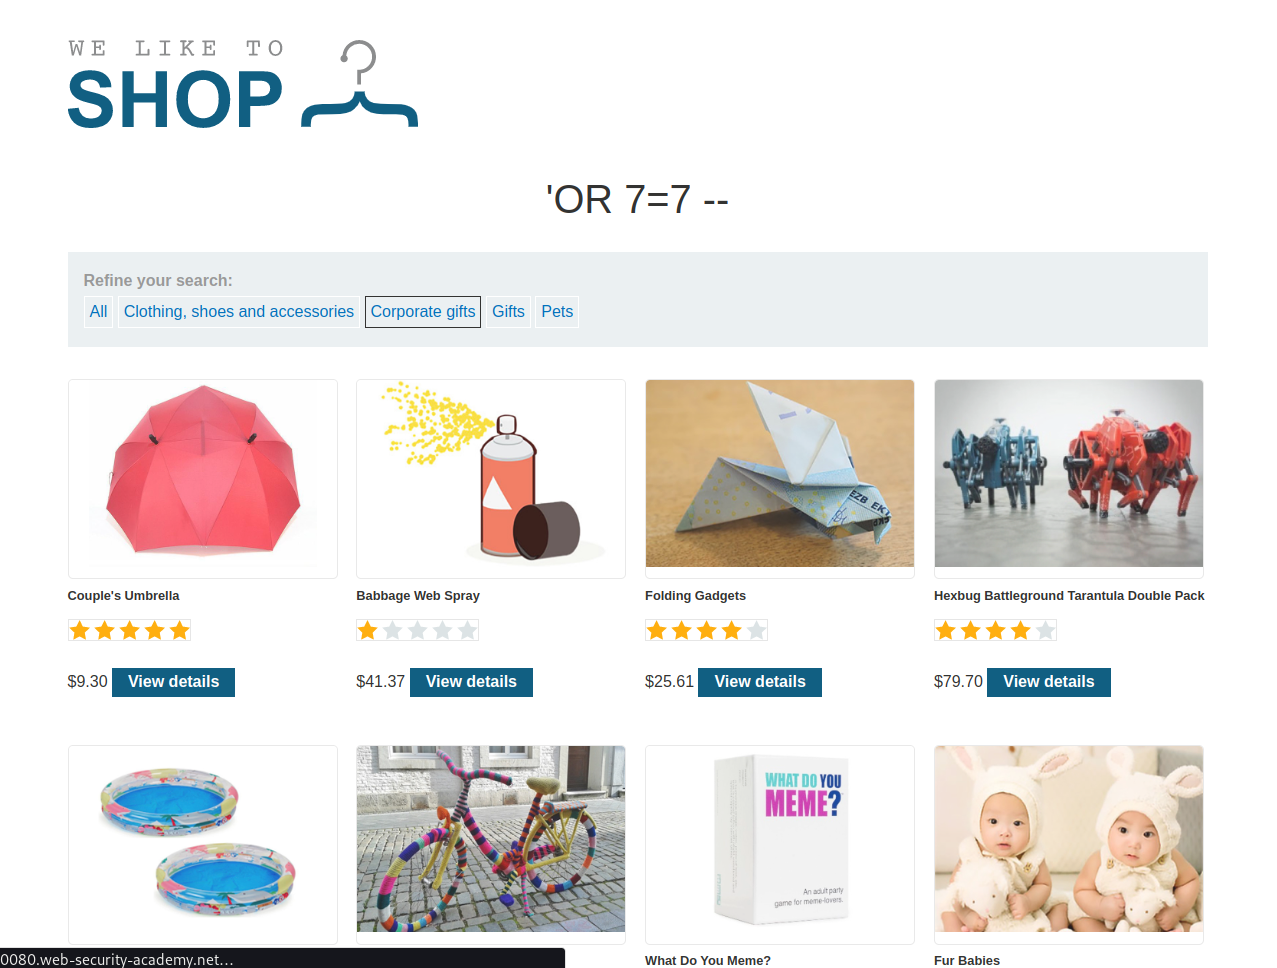 WE LIKE TO
SHOP
'OR 7=7 --
Refine your search:
All Clothing, shoes and accessories Corporate gifts Gifts Pets
EZB EKT
Couple's Umbrella Babbage Web Spray Folding Gadgets Hexbug Battleground Tarantula Double Pack
$9.30 View details $41.37 View details $25.61 View details $79.70 View details
WHAT DO YOU
MEME?
An adult party
game for meme-lovers.
0080.web-security-academy.net...
What Do You Meme? Fur Babies